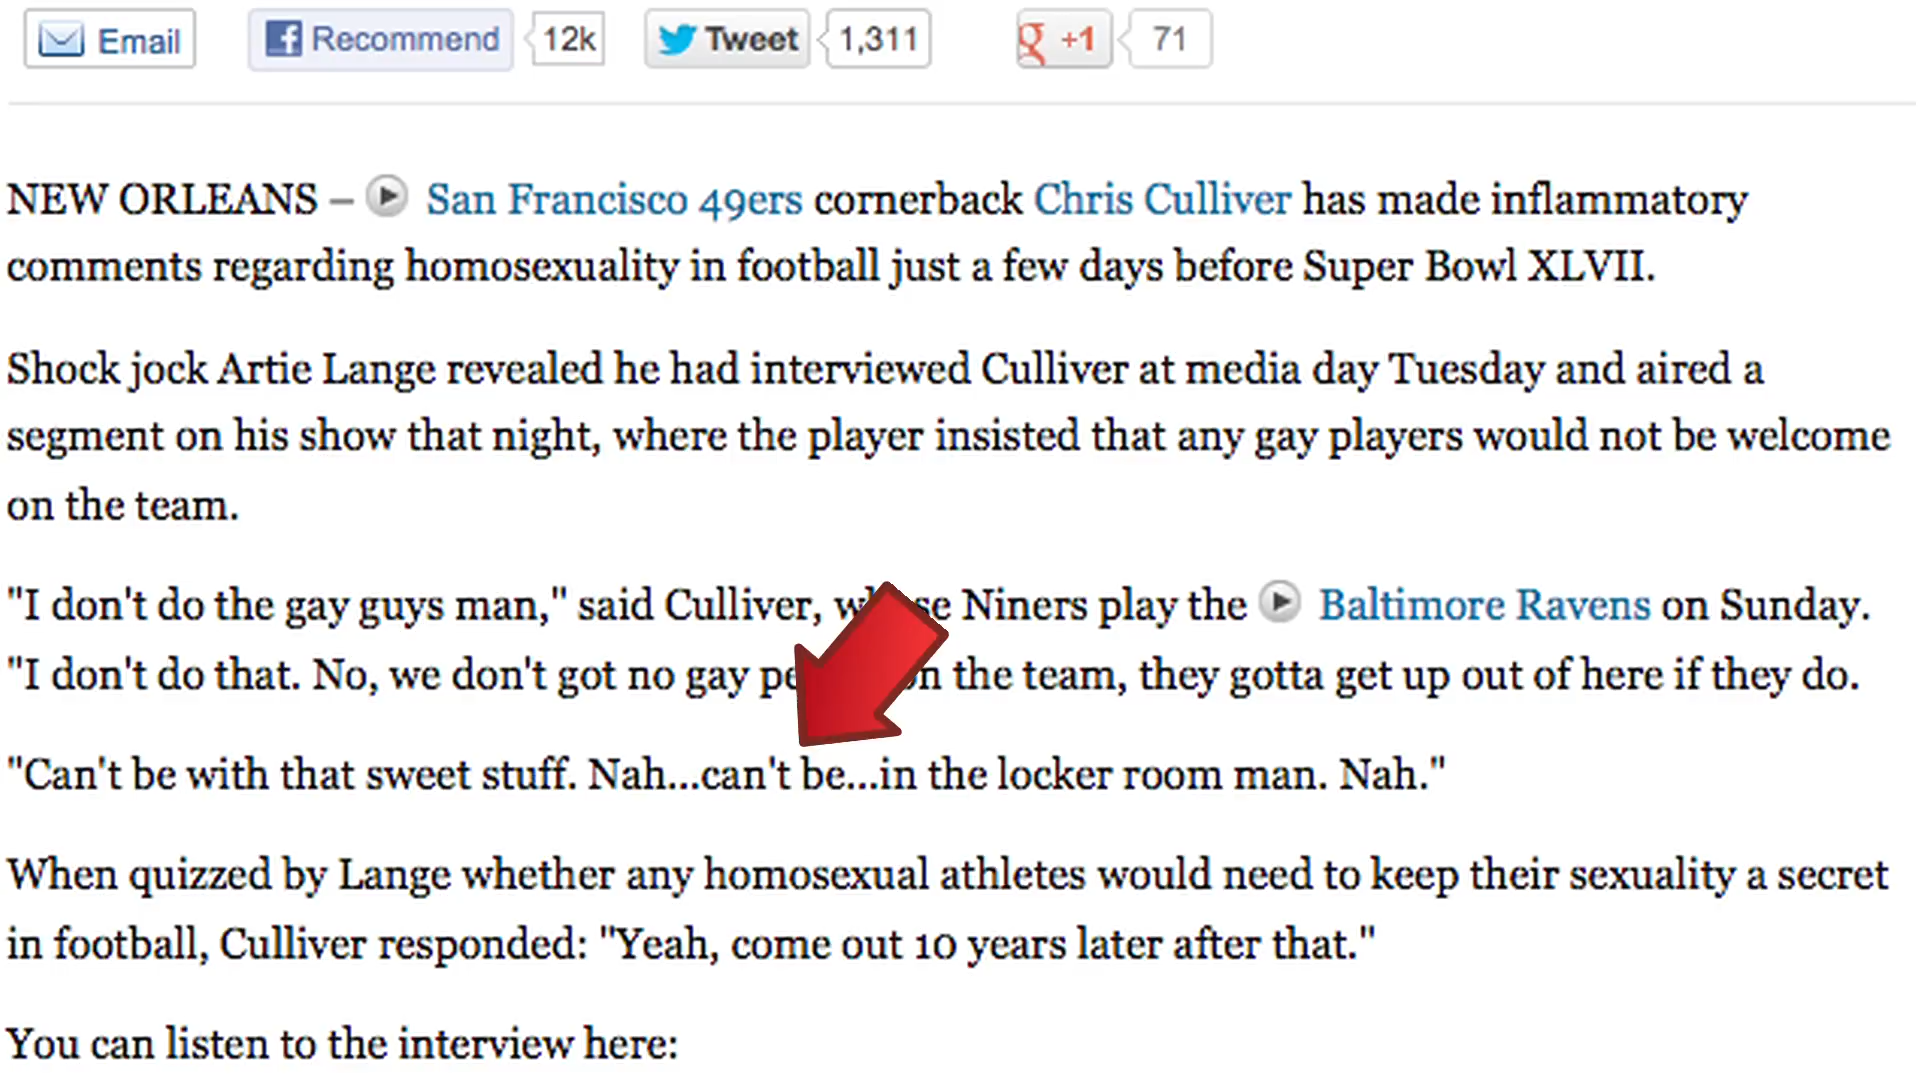 Email Recommend 12k Tweet 1,311 +1 71
NEW ORLEANS – San Francisco 49ers cornerback Chris Culliver has made inflammatory
comments regarding homosexuality in football just a few days before Super Bowl XLVII.
Shock jock Artie Lange revealed he had interviewed Culliver at media day Tuesday and aired a
segment on his show that night, where the player insisted that any gay players would not be welcome
on the team.
"I don't do the gay guys man," said Culliver, Niners play the Baltimore Ravens on Sunday.
"I don't do that. No, we don't got no gay the team, they gotta get up out of here if they do.
"Can't be with that sweet stuff. Nah...can't be...in the locker room man. Nah."
When quizzed by Lange whether any homosexual athletes would need to keep their sexuality a secret
in football, Culliver responded: "Yeah, come out 10 years later after that."
You can listen to the interview here: